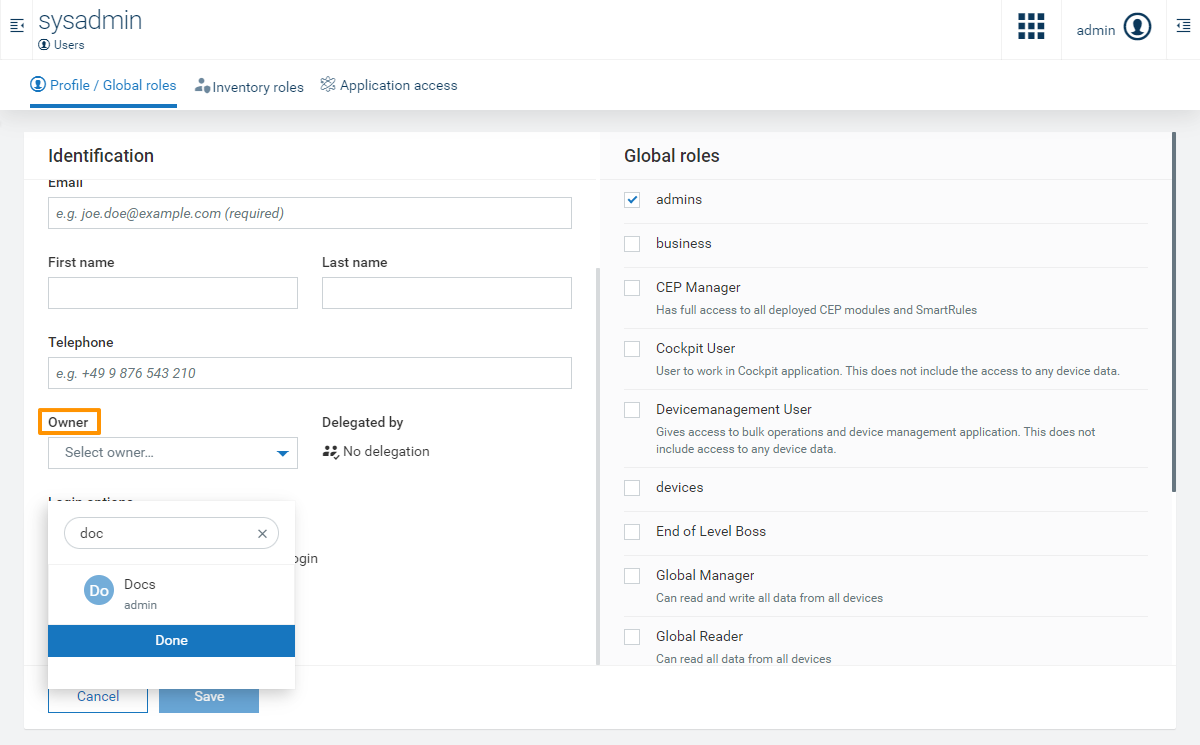 sysadmin
Users
admin
Profile / Global roles
Inventory roles
Application access
Identification
Email
e.g. joe.doe@example.com (required)
First name
Last name
Telephone
e.g. +49 9 876 543 210
Owner
Delegated by
Select owner...
No delegation
Login options
doc
ogin
Do
Docs
admin
Done
Cancel
Save
Global roles
admins
business
CEP Manager
Has full access to all deployed CEP modules and SmartRules
Cockpit User
User to work in Cockpit application. This does not include the access to any device data.
Devicemanagement User
Gives access to bulk operations and device management application. This does not
include access to any device data.
devices
End of Level Boss
Global Manager
Can read and write all data from all devices
Global Reader
Can read all data from all devices